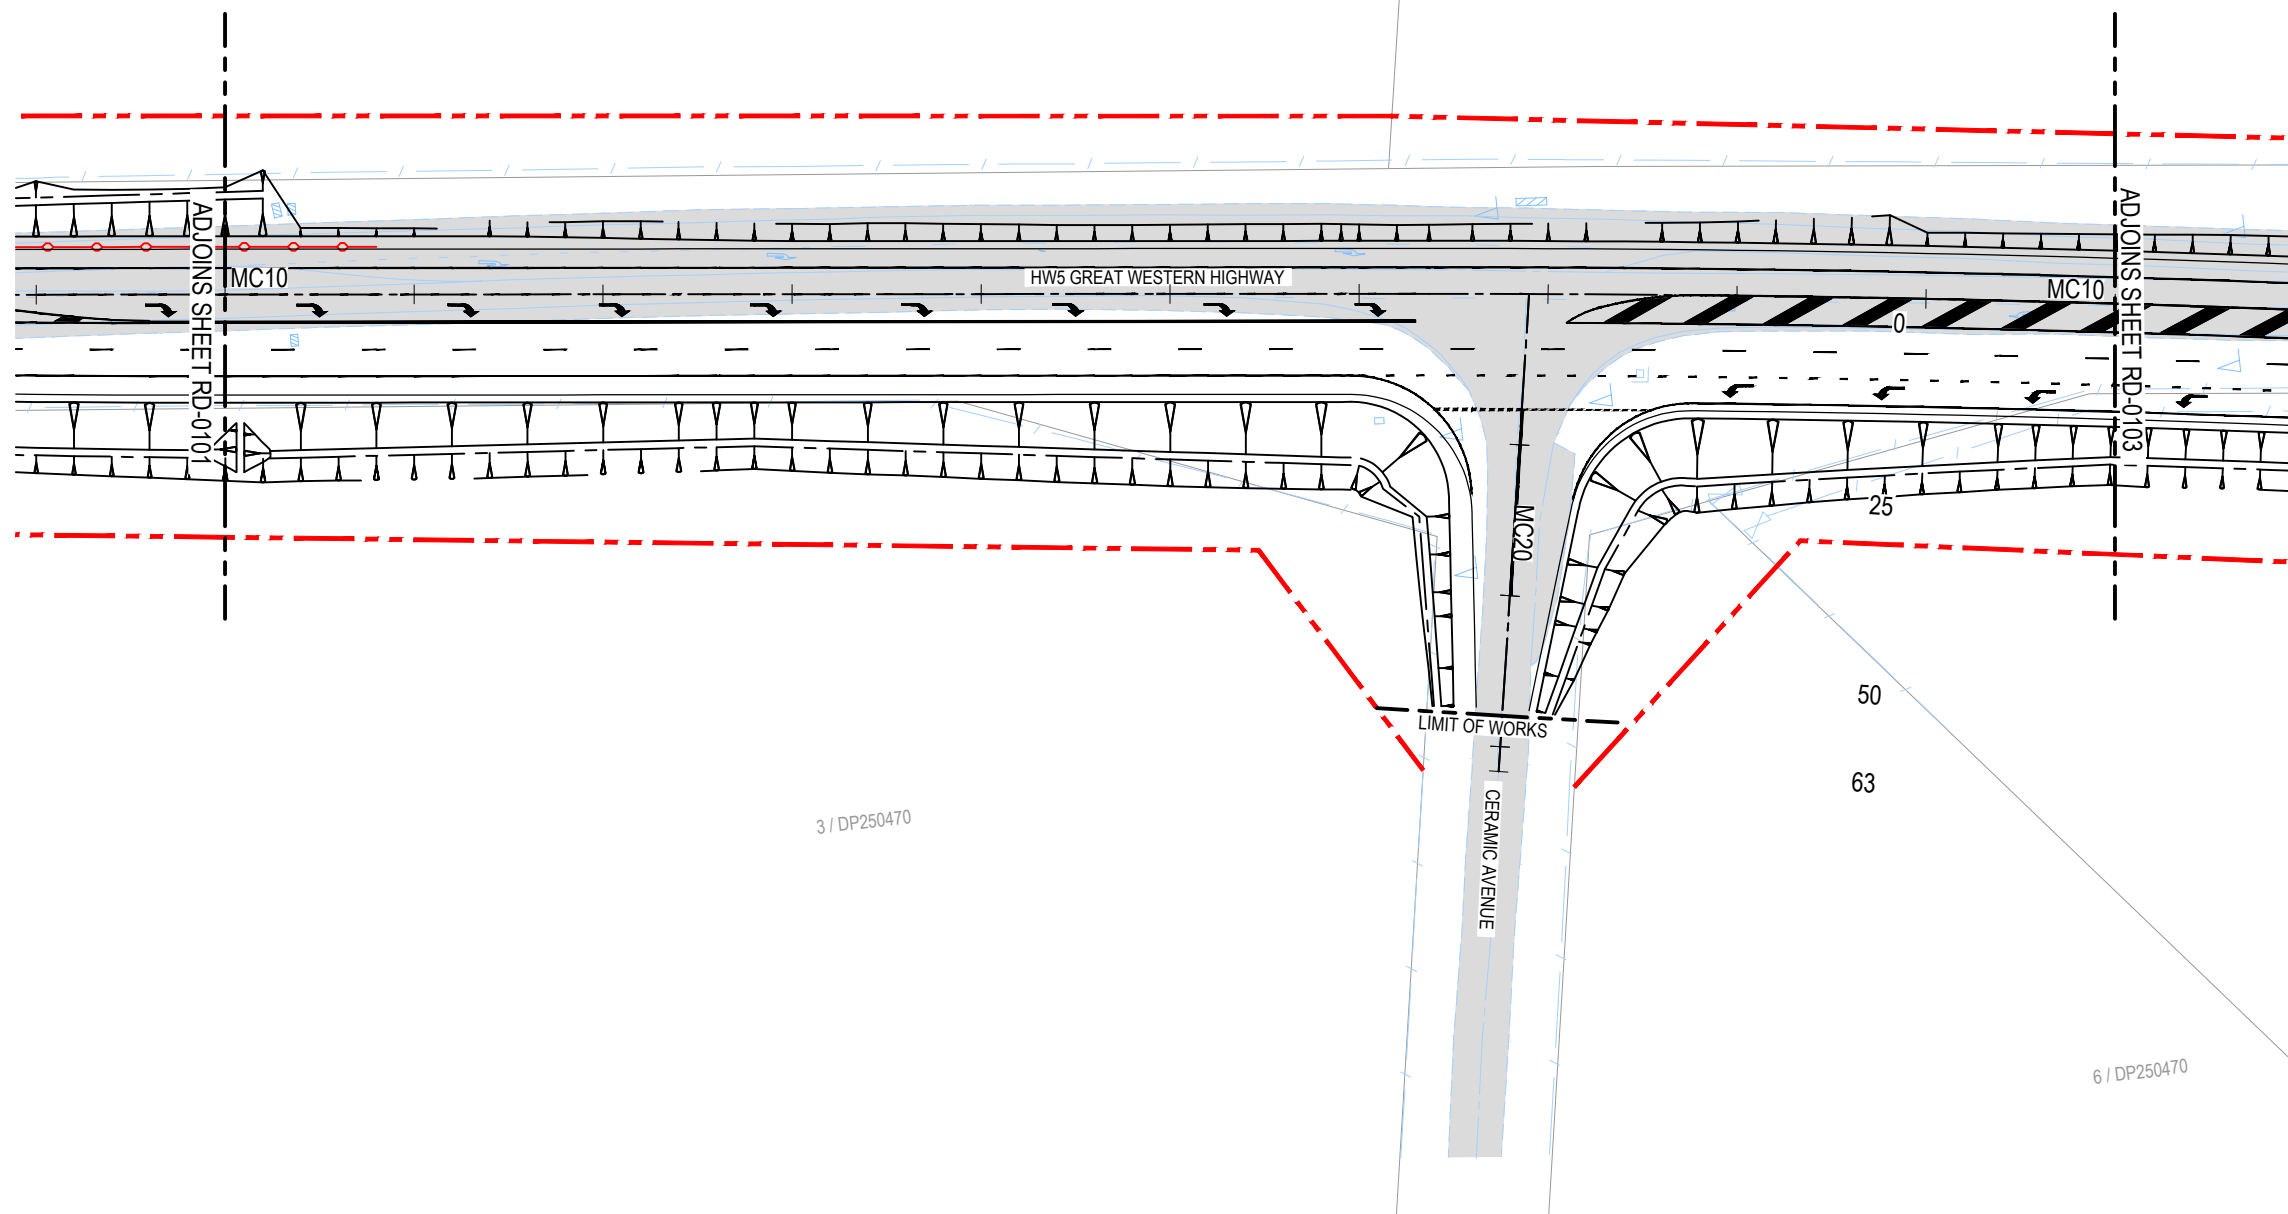 ADJOINS SHEET RD-0101
MC10
HW5 GREAT WESTERN HIGHWAY
MC10
ADJOINS SHEET RD-0103
0
25
MC20
50
LIMIT OF WORKS
63
3 / DP250470
CERAMIC AVENUE
6 / DP250470